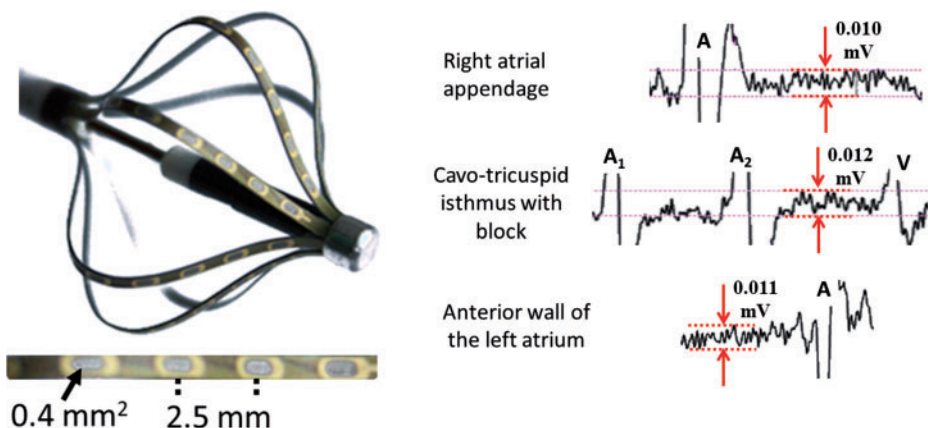 Right atrial
appendage
A
0.010
mV
Cavo-tricuspid
isthmus with
block
A₁
A₂
0.012
mV
V
Anterior wall of
the left atrium
0.011
mV
A
0.4 mm²
2.5 mm